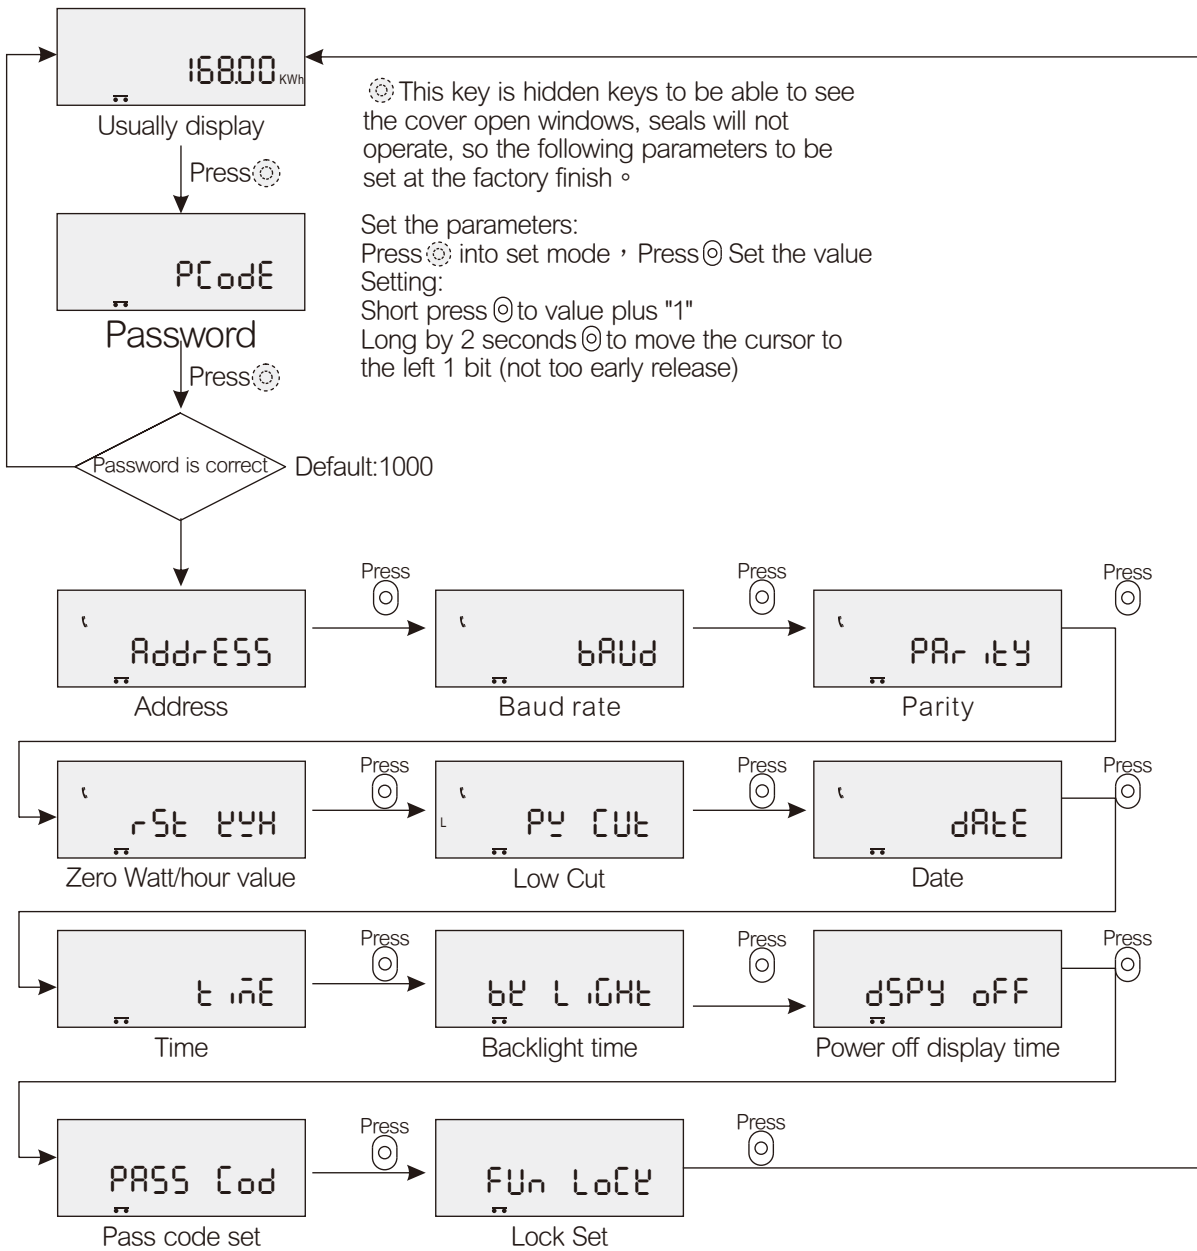 168.00 KWh
Usually display
Press
This key is hidden keys to be able to see
the cover open windows, seals will not
operate, so the following parameters to be
set at the factory finish。
PCodE
Password
Set the parameters:
Press into set mode，Press Set the value
Setting:
Short press to value plus "1"
Long by 2 seconds to move the cursor to
the left 1 bit (not too early release)
Press
Password is correct
Default:1000
Press Press Press
AddrESS bAUd PAritY
Address Baud rate Parity
Press Press Press
rSt KWH L PW CUt dAtE
Zero Watt/hour value Low Cut Date
Press Press Press
timE bK LiGHt dSPY oFF
Time Backlight time Power off display time
Press Press
PASS Cod FUn LoCK
Pass code set Lock Set